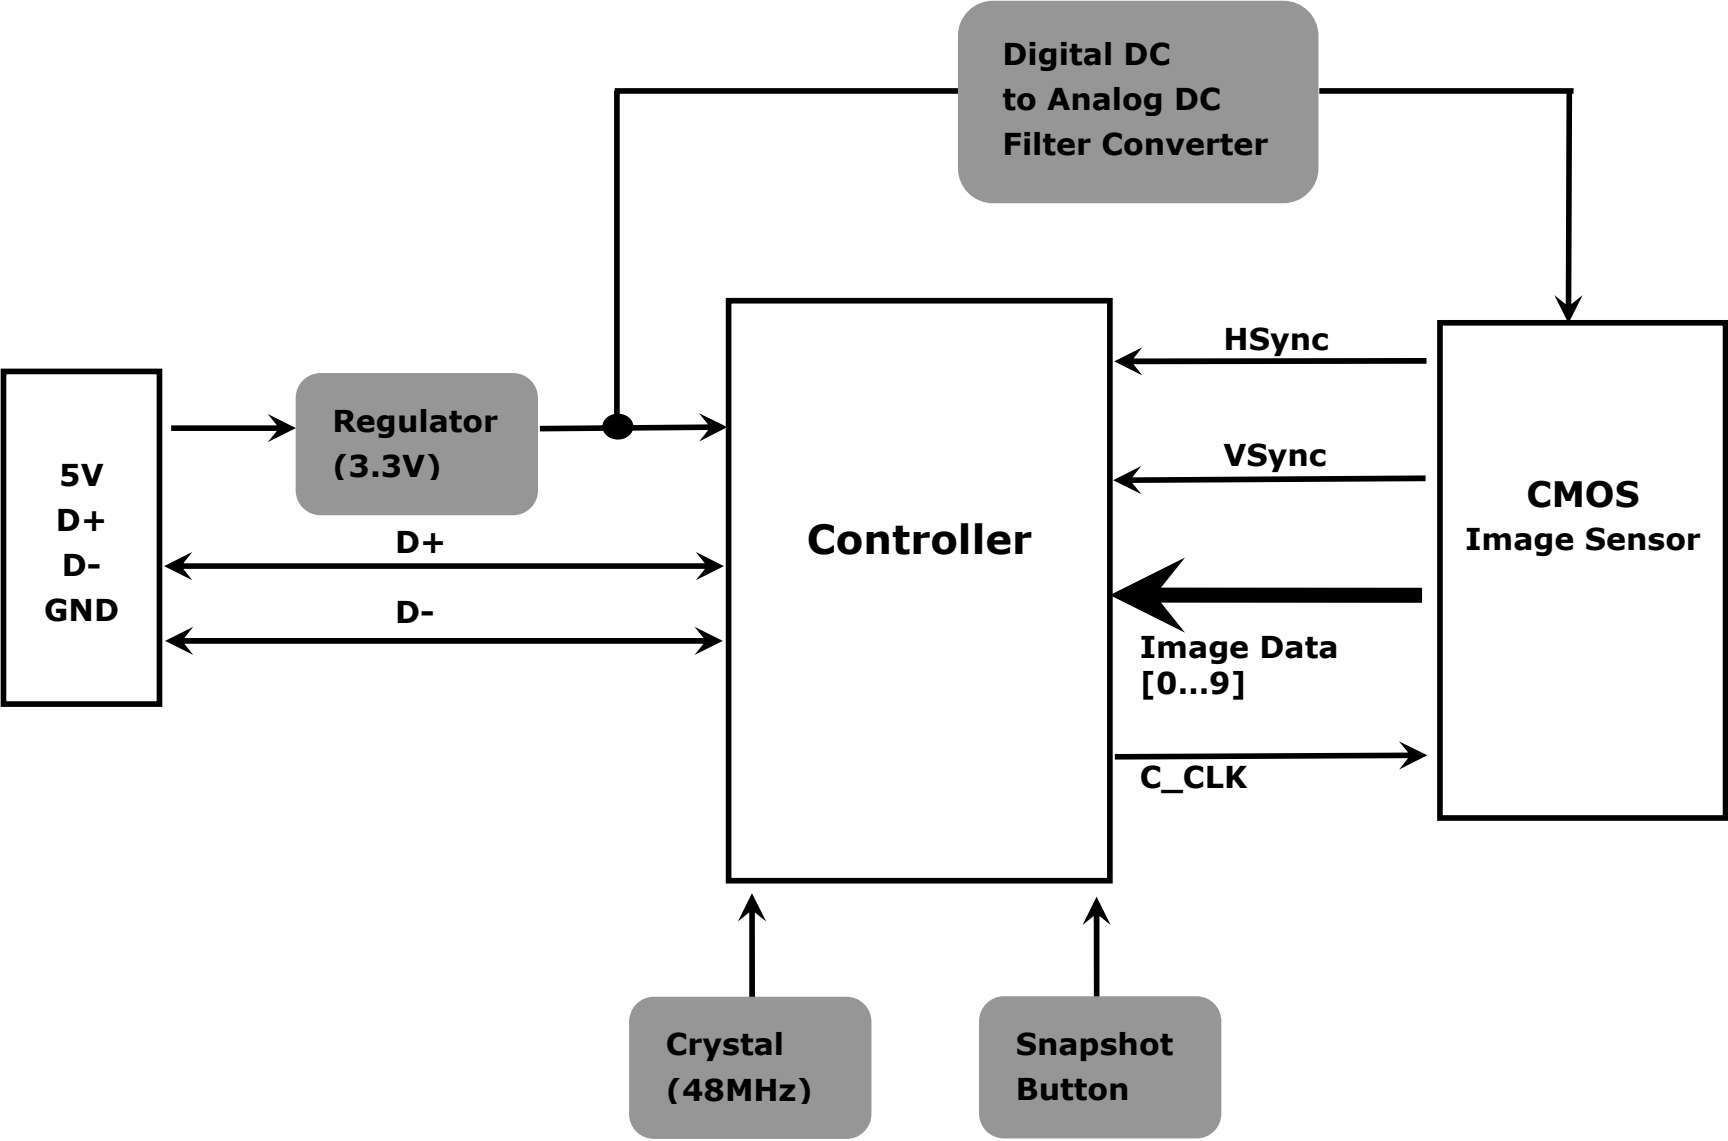 Digital DC
to Analog DC
Filter Converter
HSync
Regulator
(3.3V)
VSync
5V
D+
D-
GND
D+
D-
Controller
CMOS
Image Sensor
Image Data
[0...9]
C_CLK
Crystal
(48MHz)
Snapshot
Button